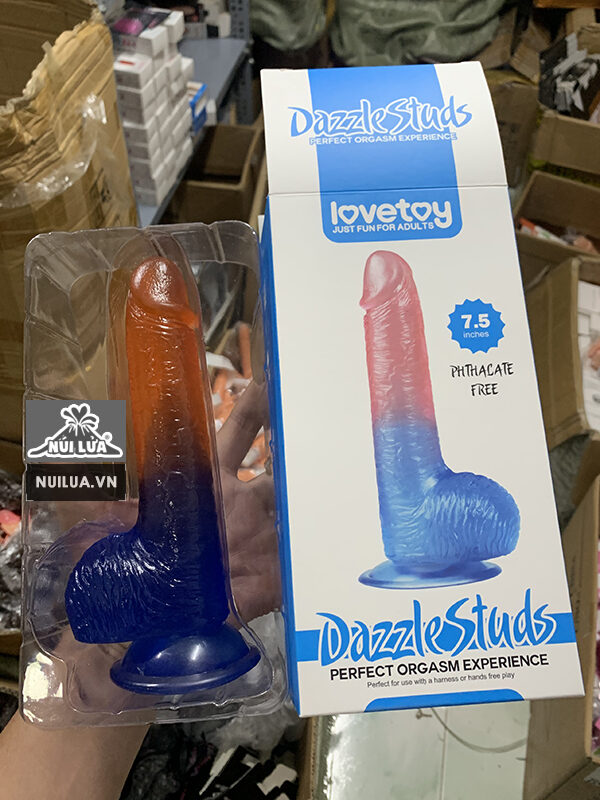 DazzleStuds
PERFECT ORGASM EXPERIENCE
lovetoy
JUST FUN FOR ADULTS
7.5
inches
PHTHALATE
FREE
NÚI LỬA
NUILUA.VN
DazzleStuds
PERFECT ORGASM EXPERIENCE
Perfect for use with a harness or hands free play